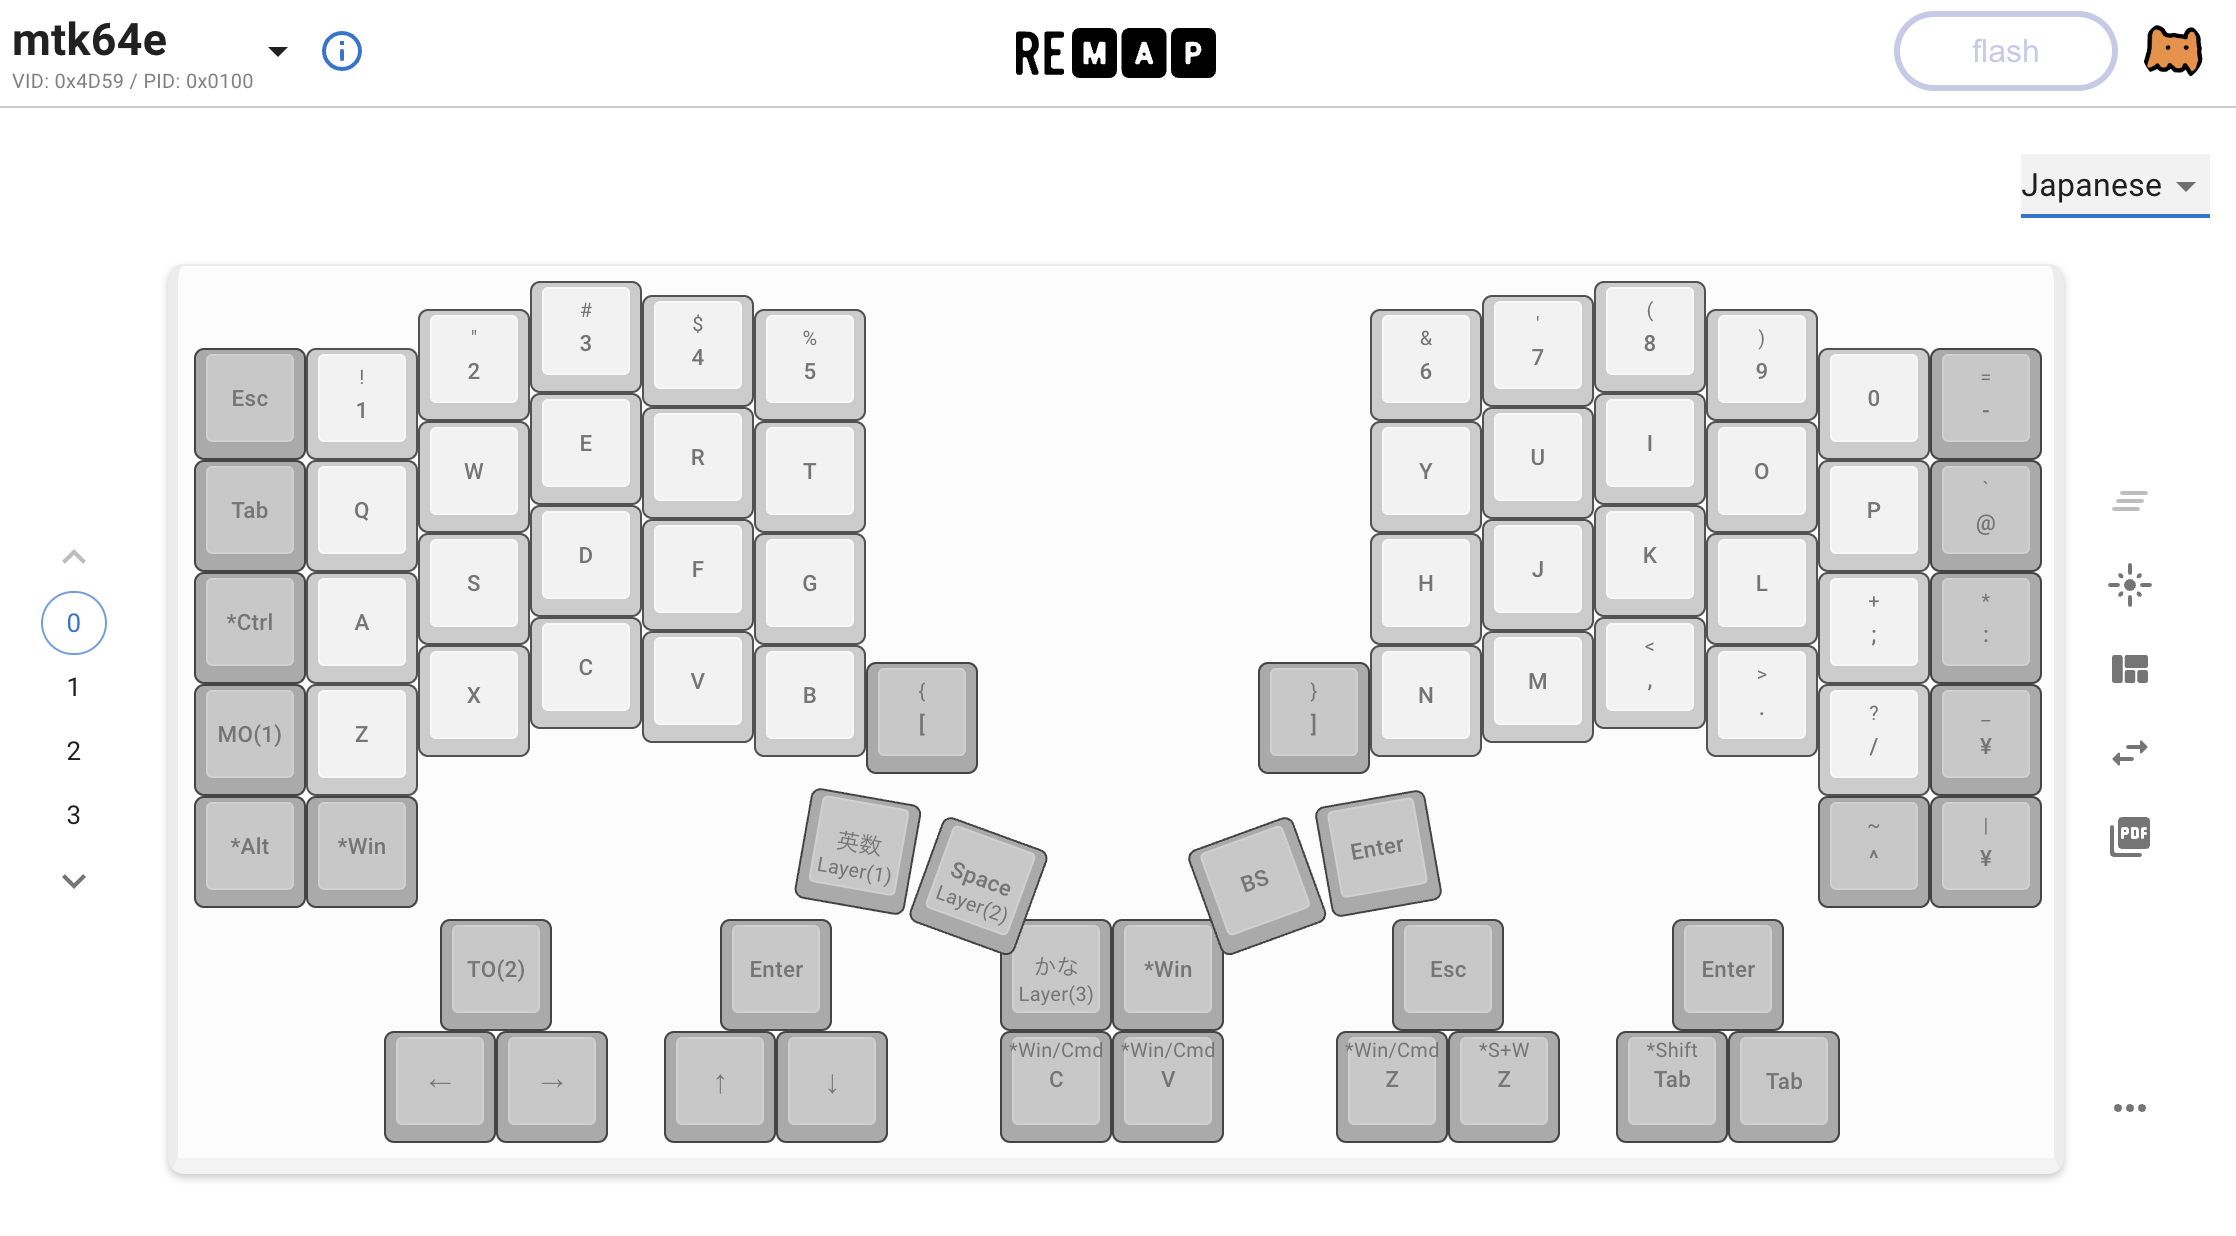 mtk64e
VID: 0x4D59 / PID: 0x0100
REMAP
flash
Japanese
0
1
2
3
Esc
!
1
"
2
#
3
$
4
%
5
&
6
'
7
(
8
)
9
0
=
-
Tab
Q
W
E
R
T
Y
U
I
O
P
`
@
*Ctrl
A
S
D
F
G
H
J
K
L
+
;
*
:
MO(1)
Z
X
C
V
B
{
[
}
]
N
M
<
,
>
.
?
/
_
¥
*Alt
*Win
英数
Layer(1)
Space
Layer(2)
BS
Enter
~
^
|
¥
TO(2)
Enter
かな
Layer(3)
*Win
Esc
Enter
←
→
↑
↓
*Win/Cmd
C
*Win/Cmd
V
*Win/Cmd
Z
*S+W
Z
*Shift
Tab
Tab
PDF